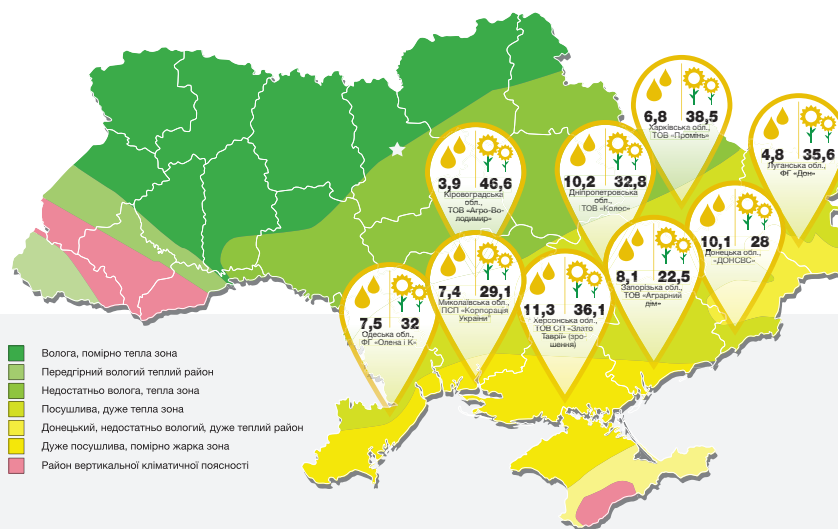 6,8 38,5
Харківська обл.,
ТОВ «Промінь»
4,8 35,6
Луганська обл.,
ФГ «Дон»
3,9 46,6
Кіровоградська
обл.,
ТОВ «Агро-Во-
лодимир»
10,2 32,8
Дніпропетровська
обл.,
ТОВ «Колос»
10,1 28
Донецька обл.,
«ДОНСВС»
8,1 22,5
Запорізька обл.,
ТОВ «Аграрний
дім»
7,4 29,1
Миколаївська обл.,
ПСП «Корпорація
Україні"
11,3 36,1
Херсонська обл.,
ТОВ СП «Злато
Таврії» (зро-
шення)
7,5 32
Одеська обл.,
ФГ «Олена і К»
Волога, помірно тепла зона
Передгірний вологий теплий район
Недостатньо волога, тепла зона
Посушлива, дуже тепла зона
Донецький, недостатньо вологий, дуже теплий район
Дуже посушлива, помірно жарка зона
Район вертикальної кліматичної поясності